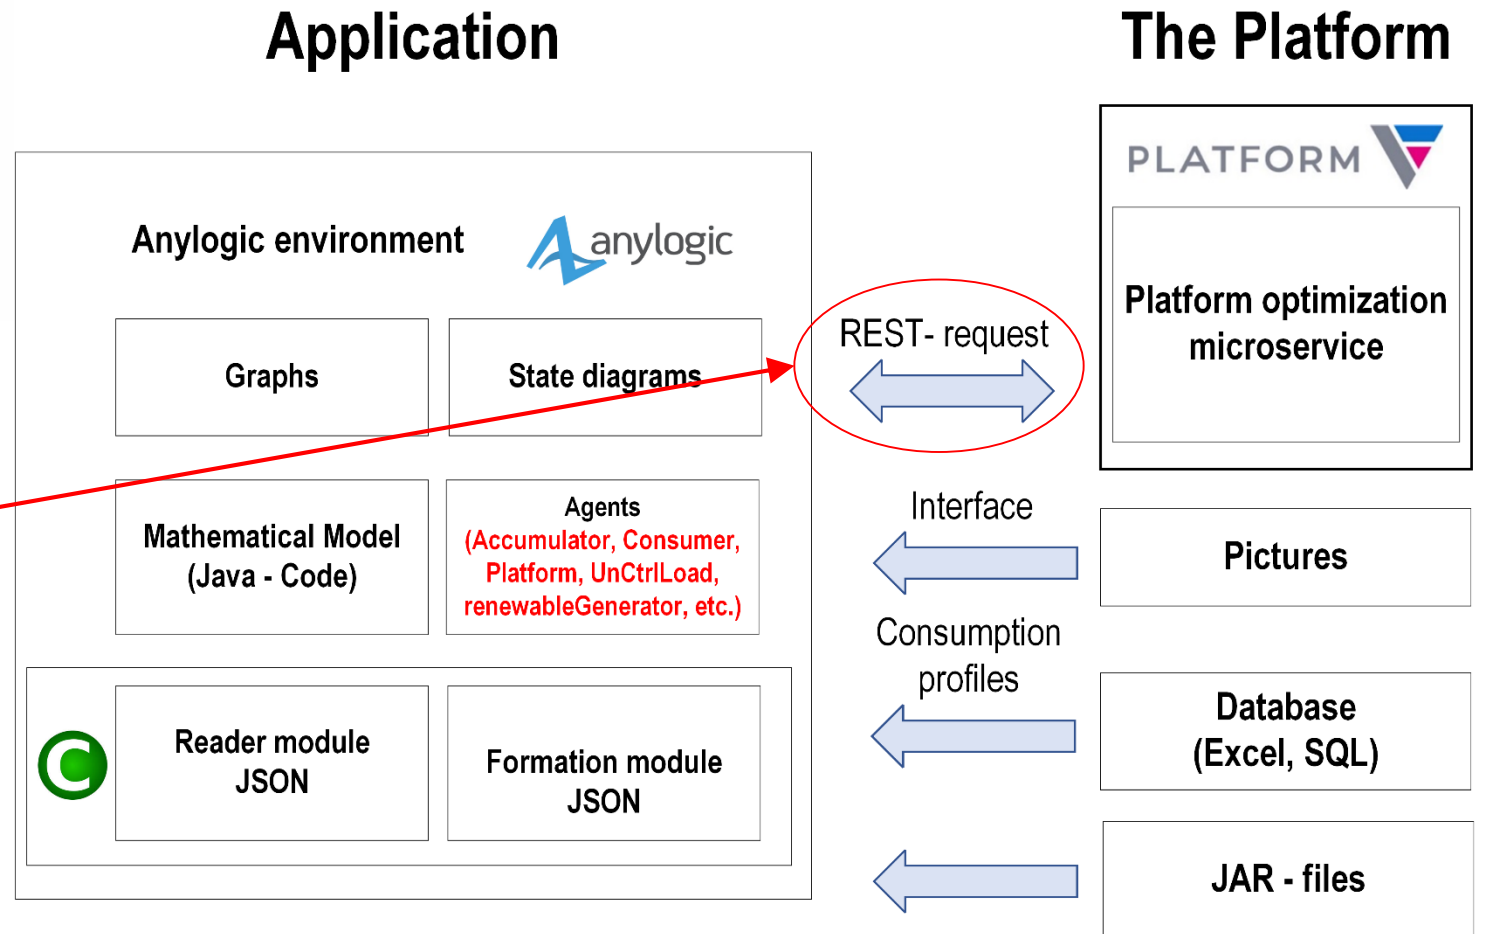 Application
The Platform
PLATFORM
Anylogic environment
anylogic
Platform optimization
microservice
REST- request
Graphs
State diagrams
Interface
Mathematical Model
(Java - Code)
Agents
(Accumulator, Consumer,
Platform, UnCtrlLoad,
renewableGenerator, etc.)
Pictures
Consumption
profiles
C
Reader module
JSON
Formation module
JSON
Database
(Excel, SQL)
JAR - files